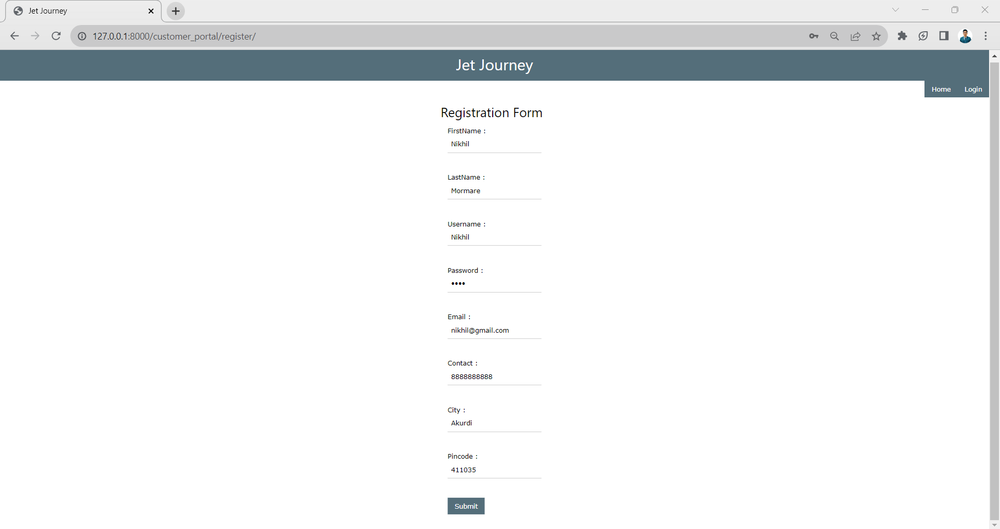 Jet Journey
127.0.0.1:8000/customer_portal/register/
Jet Journey
Home Login
Registration Form
FirstName :
Nikhil
LastName :
Mormare
Username :
Nikhil
Password :
••••
Email :
nikhil@gmail.com
Contact :
8888888888
City :
Akurdi
Pincode :
411035
Submit